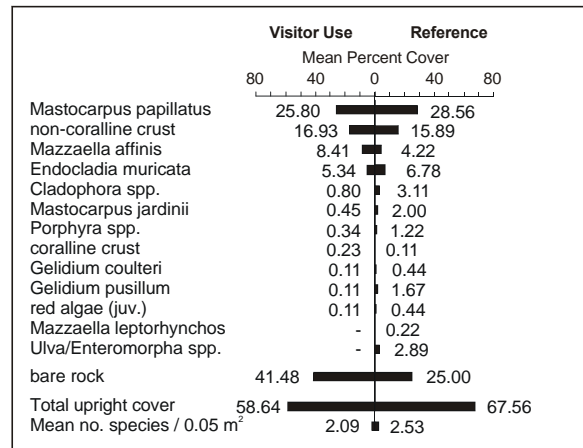 Visitor Use Reference
Mean Percent Cover
80 40 0 40 80
Mastocarpus papillatus 25.80 28.56
non-coralline crust 16.93 15.89
Mazzaella affinis 8.41 4.22
Endocladia muricata 5.34 6.78
Cladophora spp. 0.80 3.11
Mastocarpus jardinii 0.45 2.00
Porphyra spp. 0.34 1.22
coralline crust 0.23 0.11
Gelidium coulteri 0.11 0.44
Gelidium pusillum 0.11 1.67
red algae (juv.) 0.11 0.44
Mazzaella leptorhynchos - 0.22
Ulva/Enteromorpha spp. - 2.89
bare rock 41.48 25.00
Total upright cover 58.64 67.56
Mean no. species / 0.05 m² 2.09 2.53